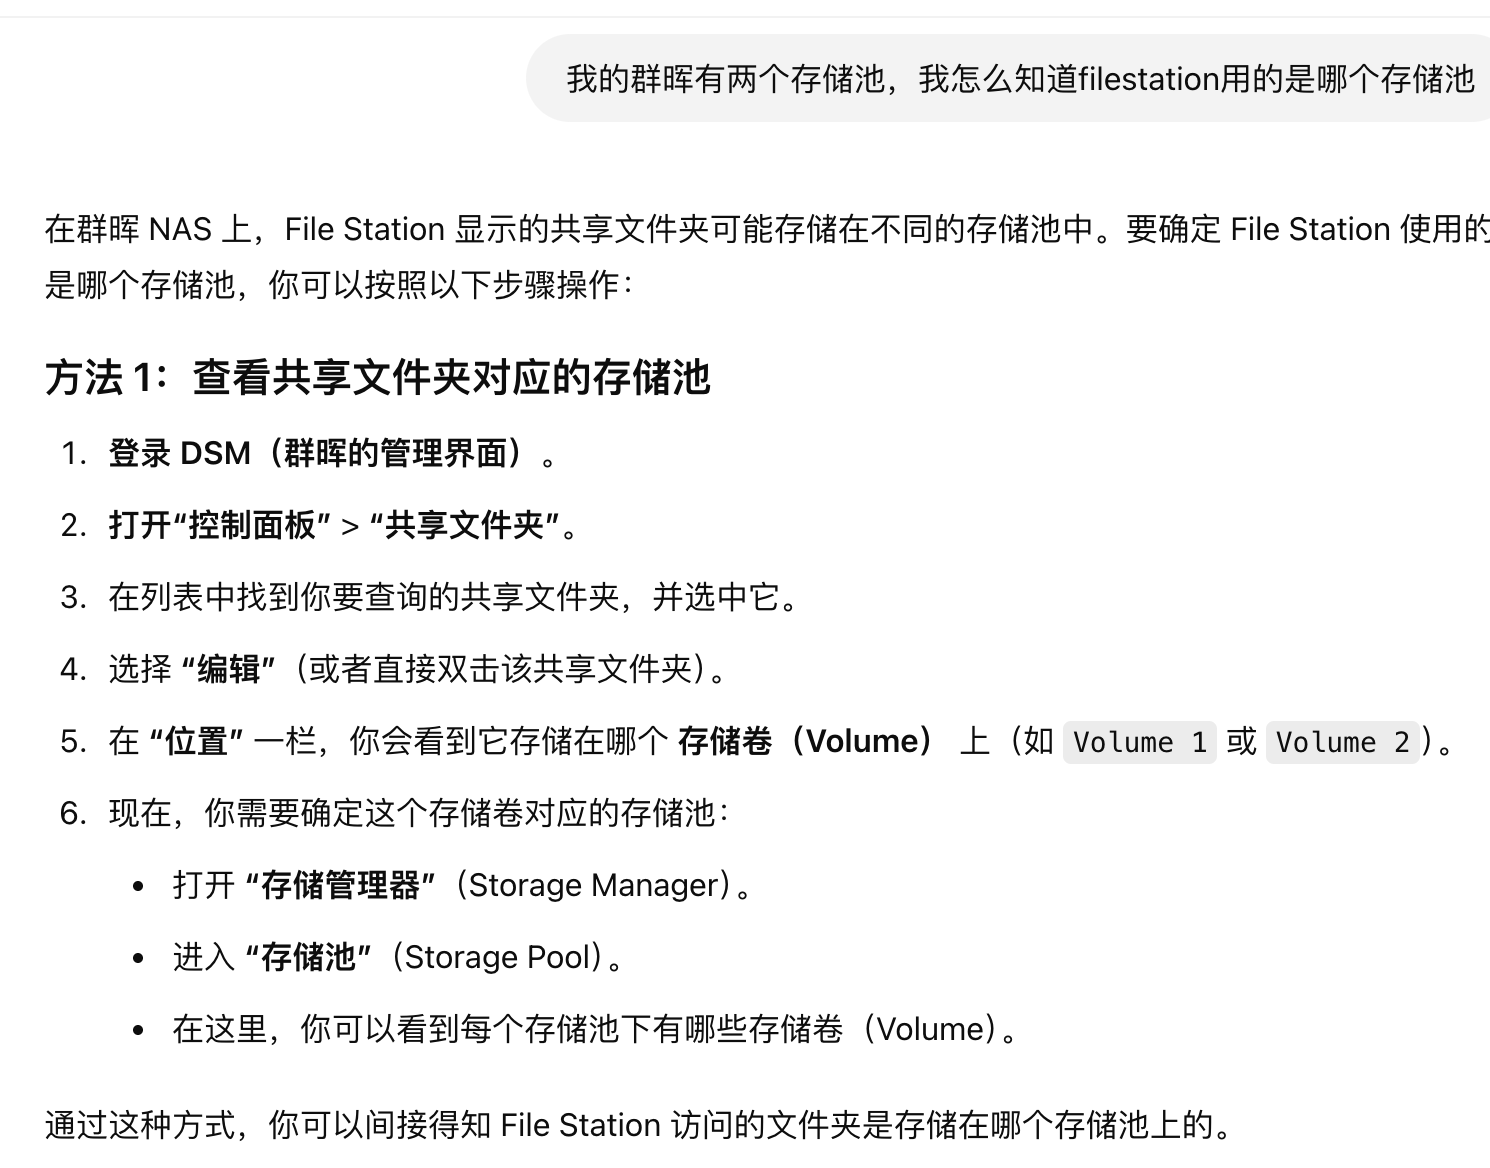 我的群晖有两个存储池，我怎么知道filestation用的是哪个存储池
在群晖 NAS 上，File Station 显示的共享文件夹可能存储在不同的存储池中。要确定 File Station 使用的
是哪个存储池，你可以按照以下步骤操作：
方法 1：查看共享文件夹对应的存储池
1. 登录 DSM（群晖的管理界面）。
2. 打开“控制面板” > “共享文件夹”。
3. 在列表中找到你要查询的共享文件夹，并选中它。
4. 选择 “编辑”（或者直接双击该共享文件夹）。
5. 在 “位置” 一栏，你会看到它存储在哪个 存储卷（Volume） 上（如 Volume 1 或 Volume 2）。
6. 现在，你需要确定这个存储卷对应的存储池：
• 打开 “存储管理器”（Storage Manager）。
• 进入 “存储池”（Storage Pool）。
• 在这里，你可以看到每个存储池下有哪些存储卷（Volume）。
通过这种方式，你可以间接得知 File Station 访问的文件夹是存储在哪个存储池上的。